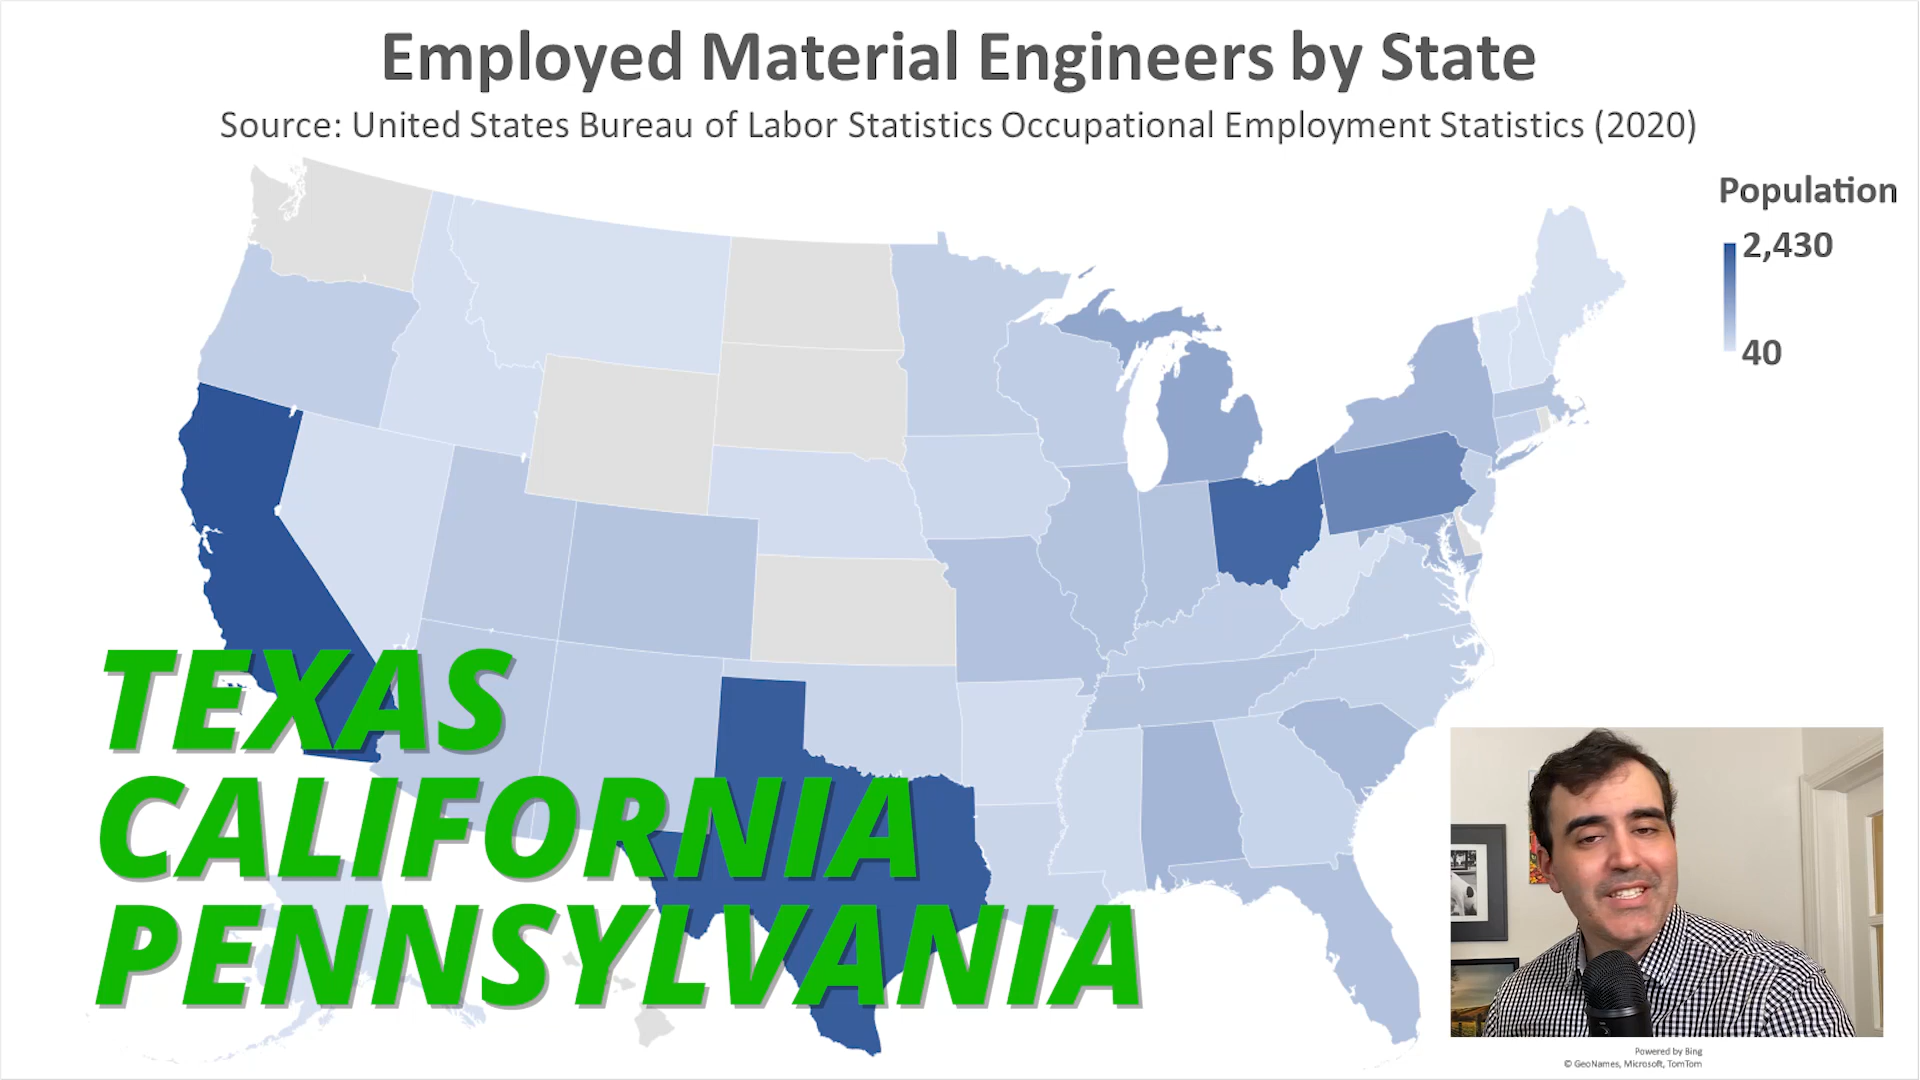 Employed Material Engineers by State
Source: United States Bureau of Labor Statistics Occupational Employment Statistics (2020)
Population
2,430
40
TEXAS
CALIFORNIA
PENNSYLVANIA
Powered by Bing
© GeoNames, Microsoft, TomTom